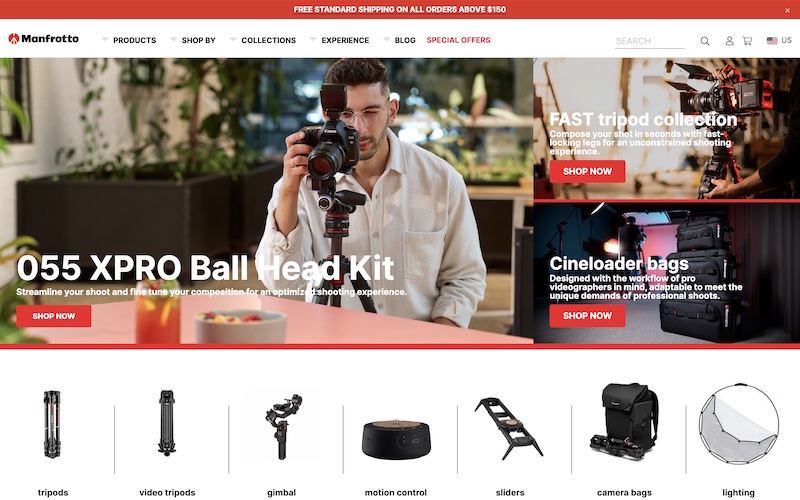 FREE STANDARD SHIPPING ON ALL ORDERS ABOVE $150
×
Manfrotto
PRODUCTS
SHOP BY
COLLECTIONS
EXPERIENCE
BLOG
SPECIAL OFFERS
SEARCH
US
055 XPRO Ball Head Kit
Streamline your shoot and fine tune your composition for an optimized shooting experience.
SHOP NOW
FAST tripod collection
Compose your shot in seconds with fast-
locking legs for an unconstrained shooting
experience.
SHOP NOW
Cineloader bags
Designed with the workflow of pro
videographers in mind, adaptable to meet the
unique demands of professional shoots.
SHOP NOW
Canon
tripods
video tripods
gimbal
motion control
sliders
camera bags
lighting